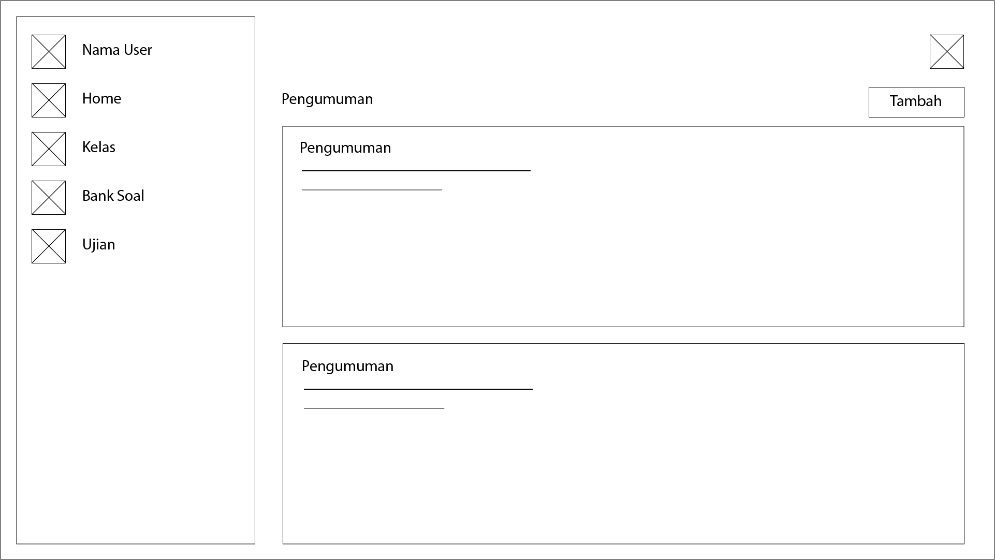 Nama User
Home
Kelas
Bank Soal
Ujian
Pengumuman
Tambah
Pengumuman
Pengumuman